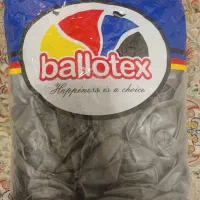 ballotex
Happiness is a choice